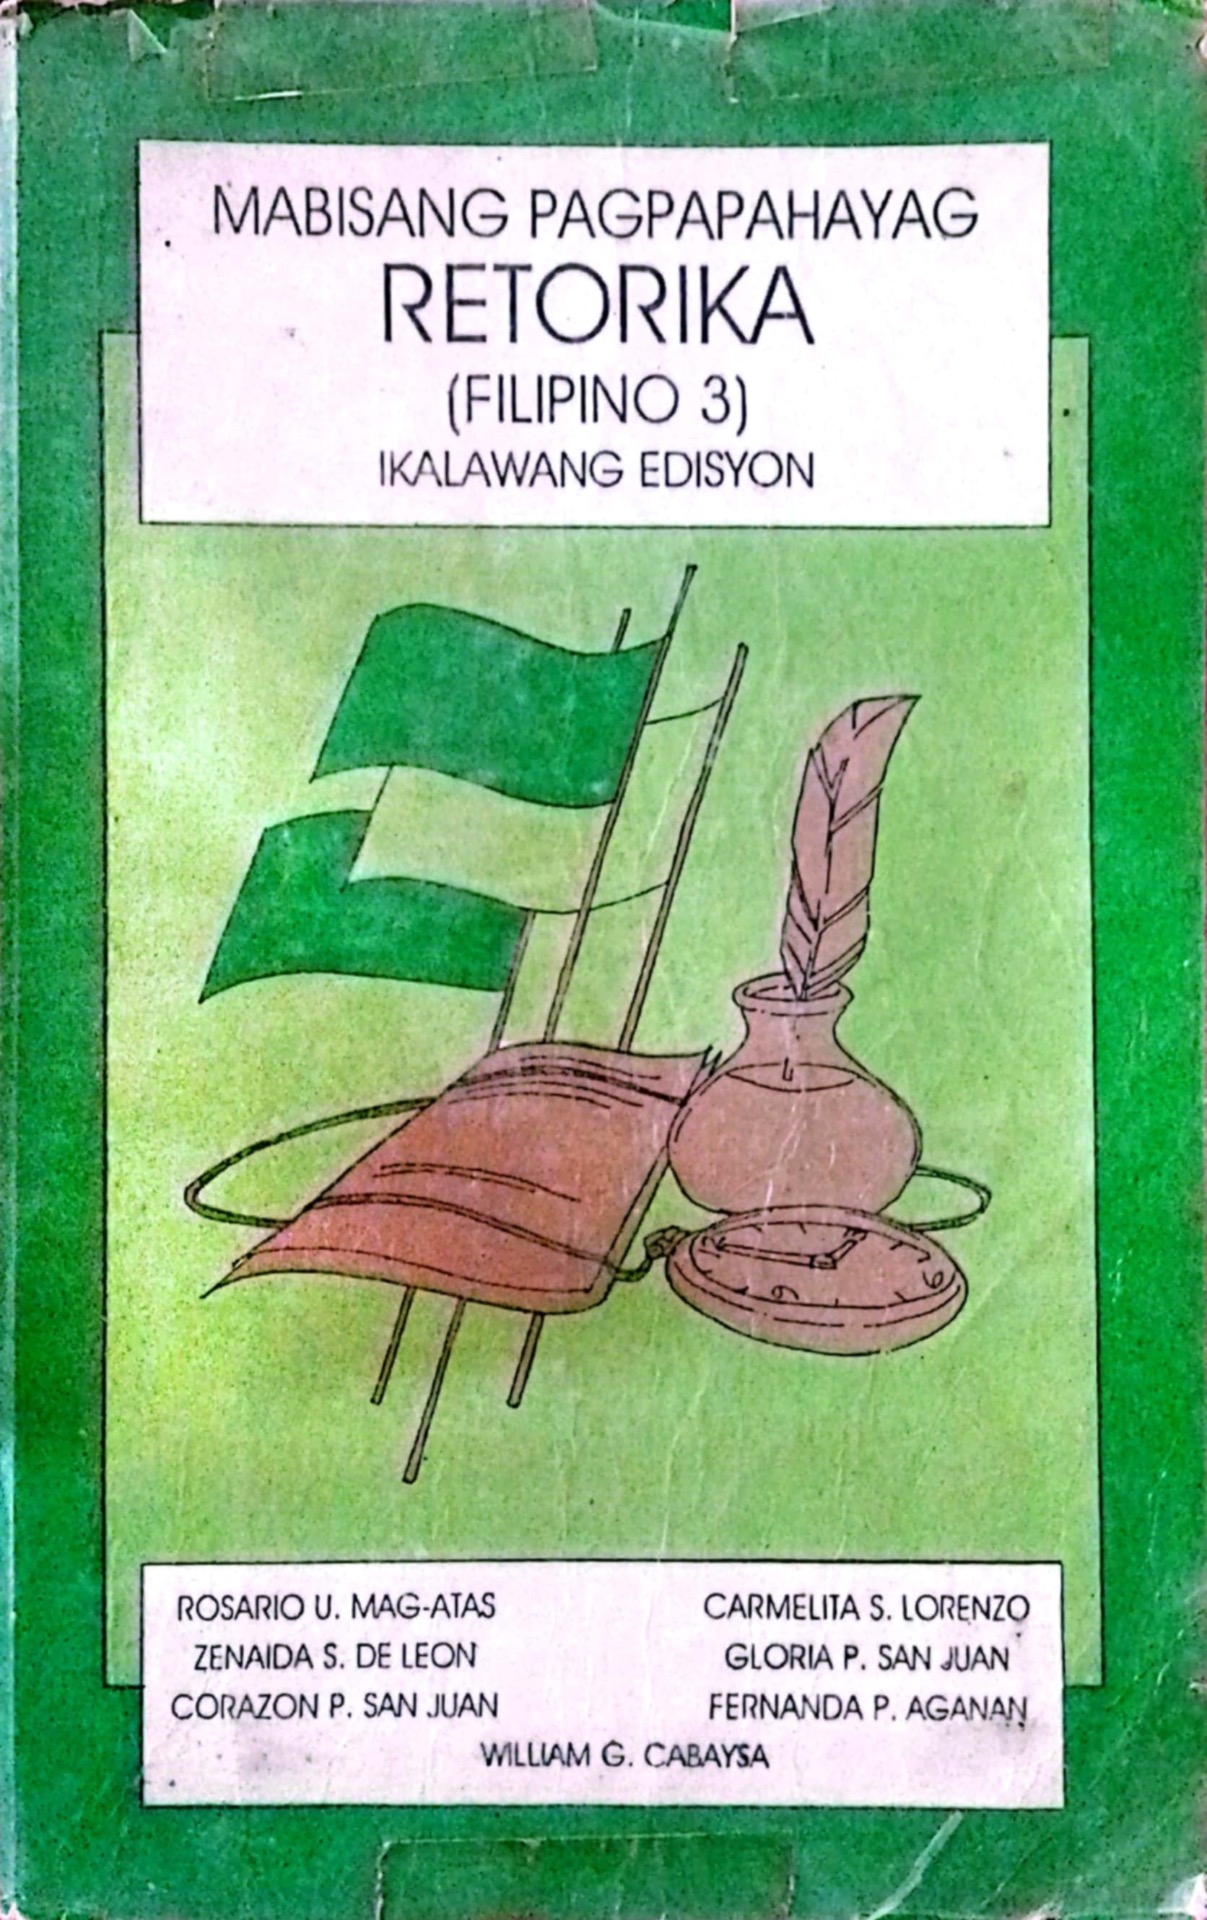 MABISANG PAGPAPAHAYAG
RETORIKA
(FILIPINO 3)
IKALAWANG EDISYON
ROSARIO U. MAG-ATAS
CARMELITA S. LORENZO
ZENAIDA S. DE LEON
GLORIA P. SAN JUAN
CORAZON P. SAN JUAN
FERNANDA P. AGANAN
WILLIAM G. CABAYSA